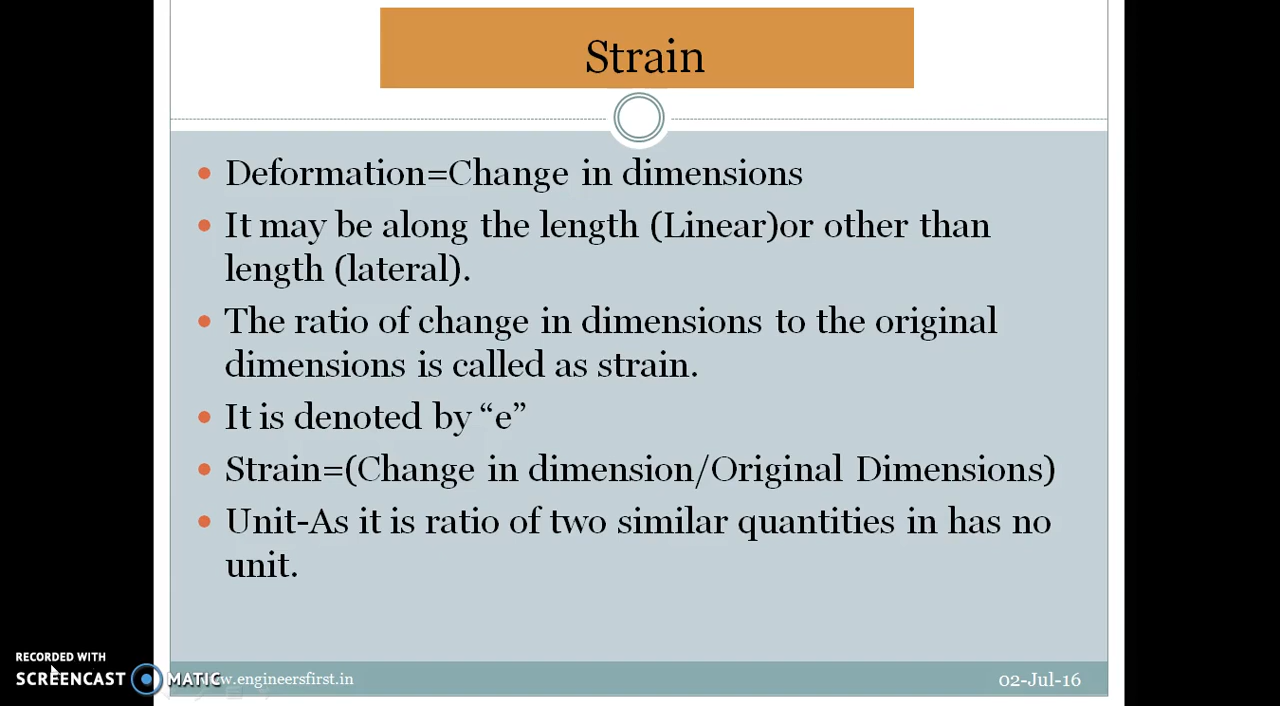 Strain
Deformation=Change in dimensions
It may be along the length (Linear)or other than
length (lateral).
The ratio of change in dimensions to the original
dimensions is called as strain.
It is denoted by “e”
Strain=(Change in dimension/Original Dimensions)
Unit-As it is ratio of two similar quantities in has no
unit.
RECORDED WITH
SCREENCAST MATIC
www.engineersfirst.in
02-Jul-16